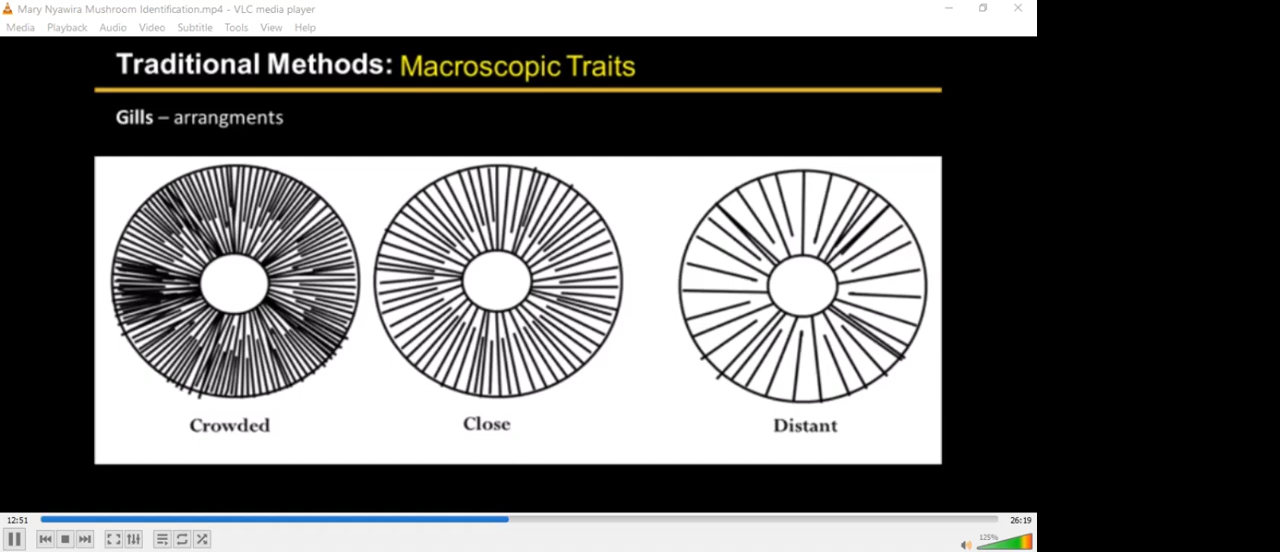 Mary Nyawira Mushroom Identification.mp4 - VLC media player
Media Playback Audio Video Subtitle Tools View Help
Traditional Methods: Macroscopic Traits
Gills – arrangments
Crowded Close Distant
12:51 26:19
125%